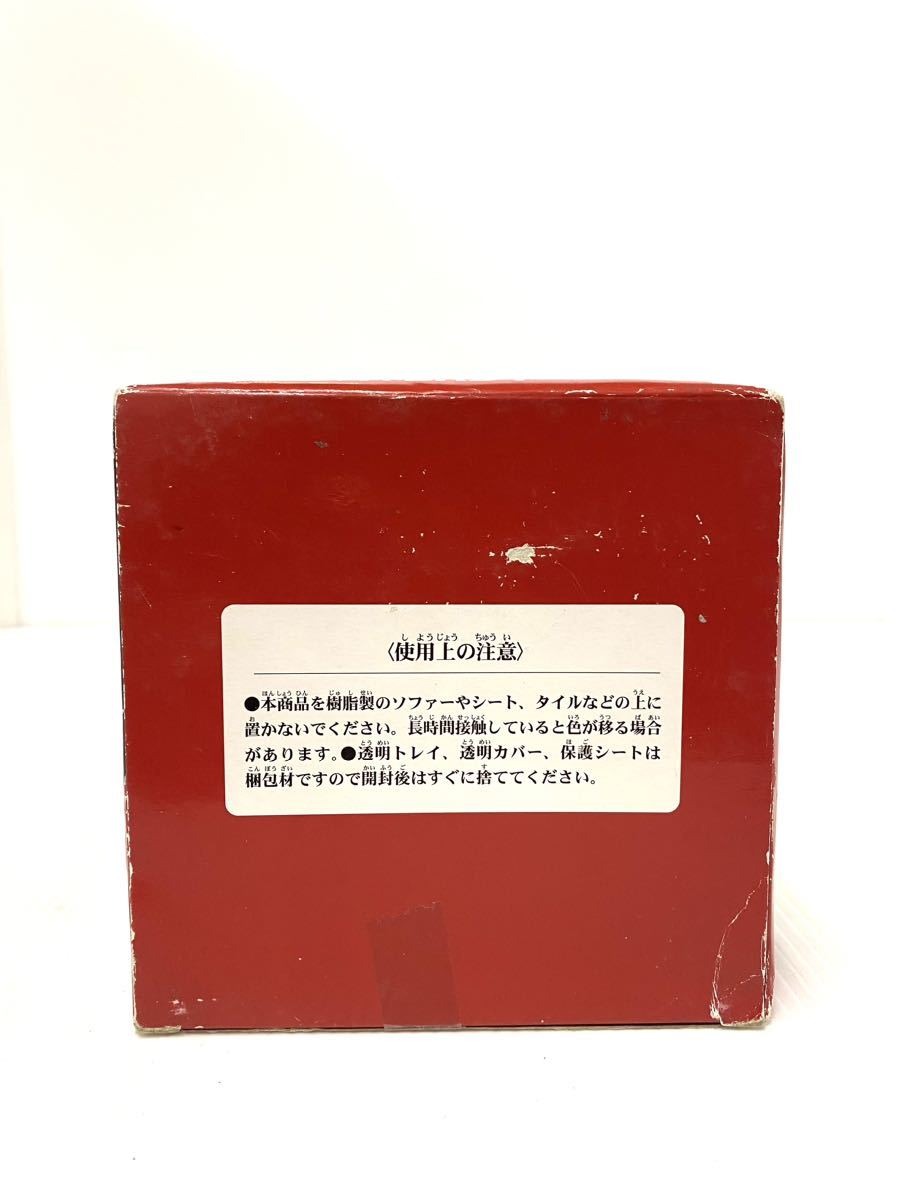 〈使用上の注意〉
●本商品を樹脂製のソファーやシート、タイルなどの上に
置かないでください。長時間接触していると色が移る場合
があります。●透明トレイ、透明カバー、保護シートは
梱包材ですので開封後はすぐに捨ててください。